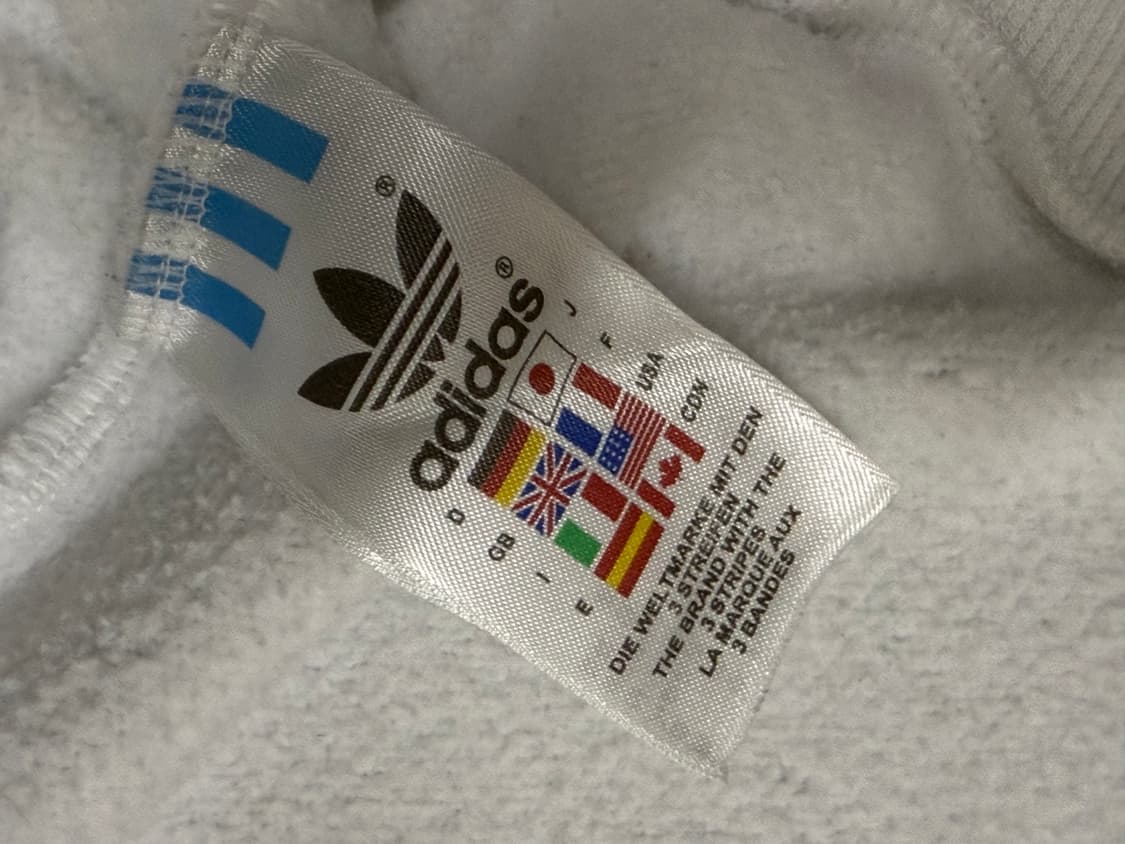 ®
adidas®
D J
GB F
I USA
E CDN
DIE WELTMARKE MIT DEN
3 STREIFEN
THE BRAND WITH THE
3 STRIPES
LA MARQUE AUX
3 BANDES